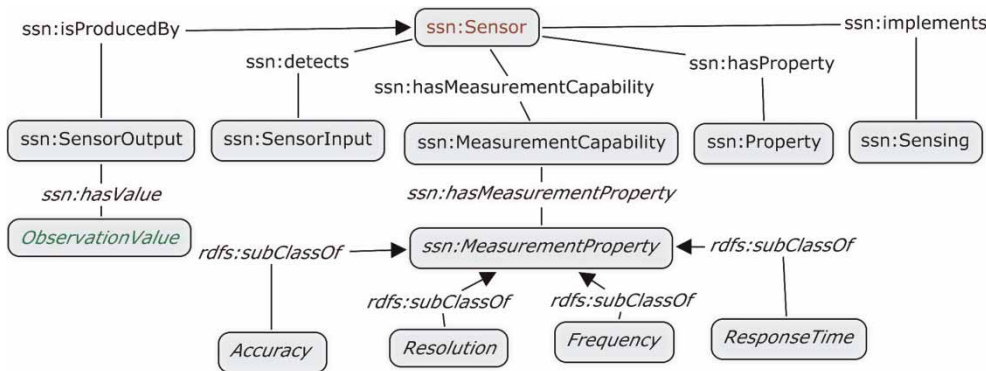 ssn:isProducedBy
ssn:Sensor
ssn:implements
ssn:detects
ssn:hasProperty
ssn:hasMeasurementCapability
ssn:SensorOutput
ssn:SensorInput
ssn:MeasurementCapability
ssn:Property
ssn:Sensing
ssn:hasValue
ssn:hasMeasurementProperty
ObservationValue
rdfs:subClassOf
ssn:MeasurementProperty
rdfs:subClassOf
rdfs:subClassOf
rdfs:subClassOf
Accuracy
Resolution
Frequency
ResponseTime